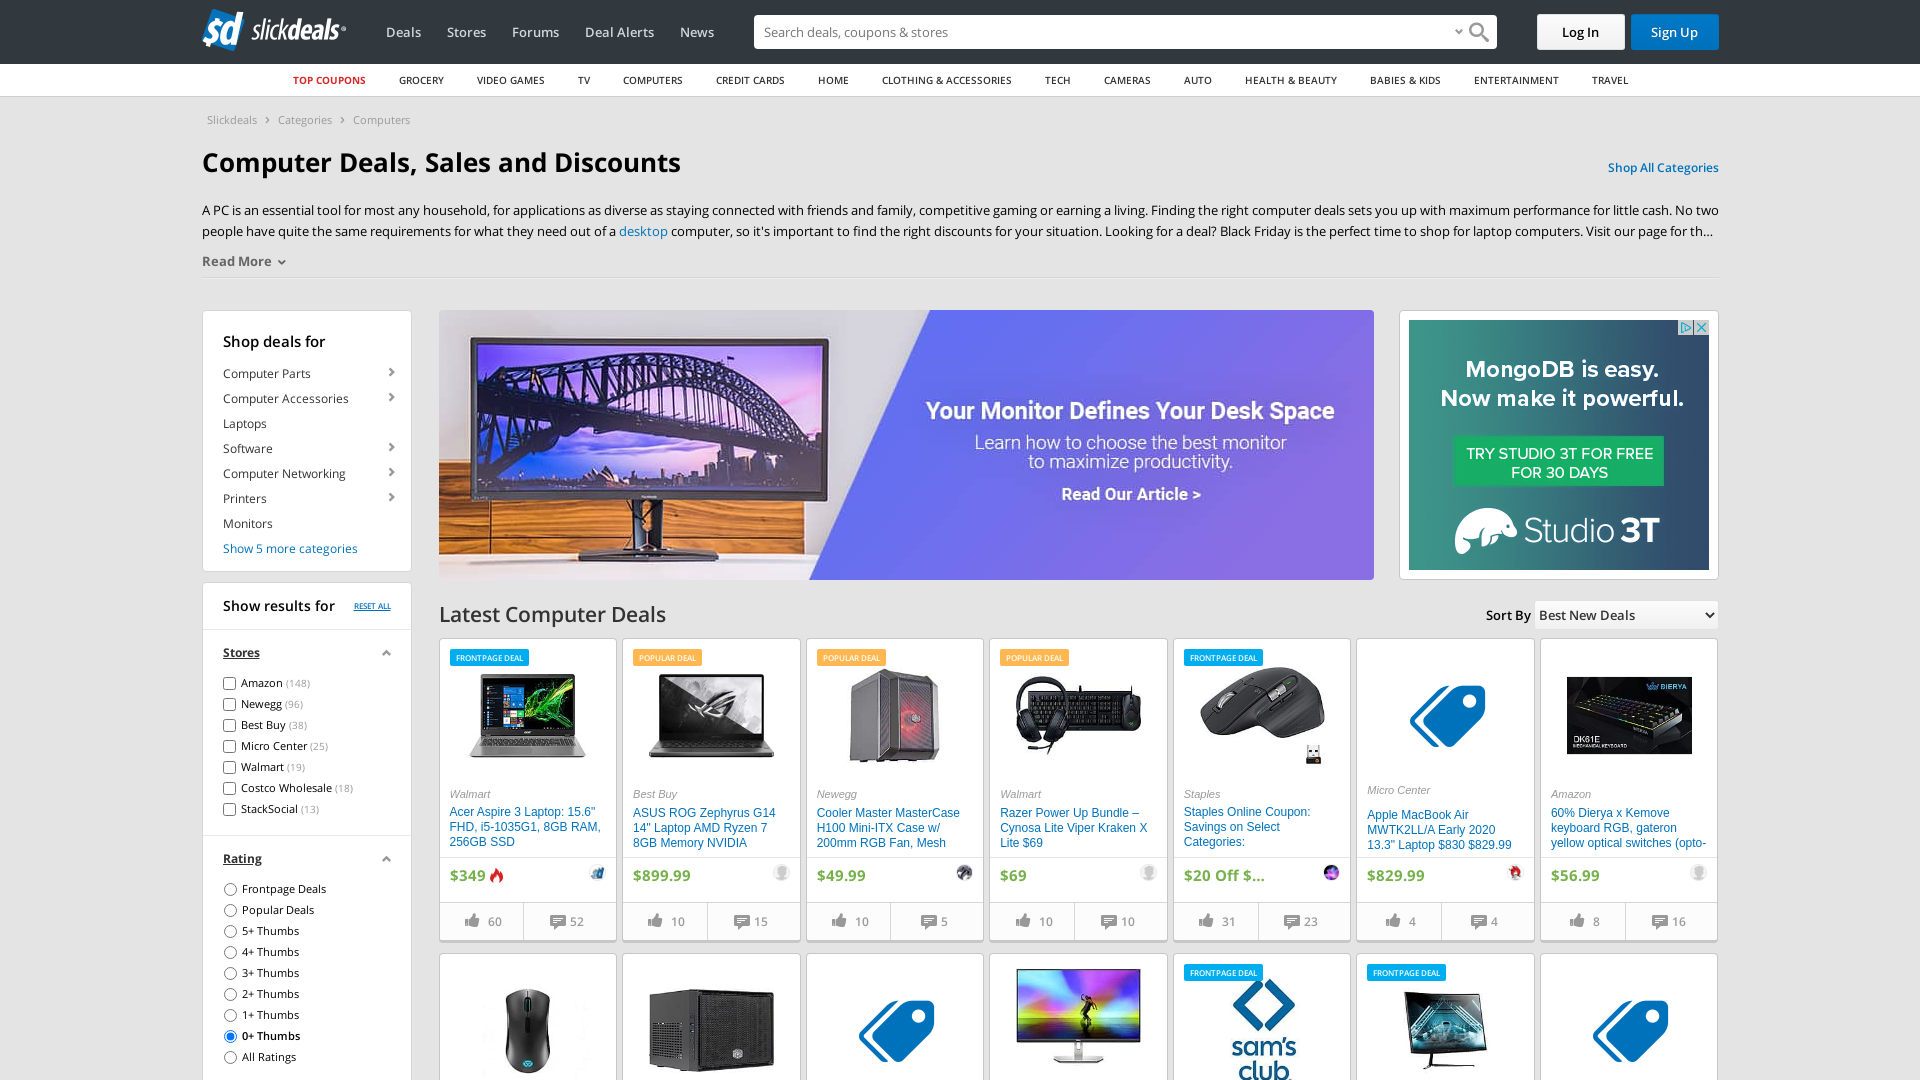 sd slickdeals
Deals
Stores
Forums
Deal Alerts
News
Search deals, coupons & stores
Log In
Sign Up
TOP COUPONS
GROCERY
VIDEO GAMES
TV
COMPUTERS
CREDIT CARDS
HOME
CLOTHING & ACCESSORIES
TECH
CAMERAS
AUTO
HEALTH & BEAUTY
BABIES & KIDS
ENTERTAINMENT
TRAVEL
Slickdeals > Categories > Computers
Computer Deals, Sales and Discounts
Shop All Categories
A PC is an essential tool for most any household, for applications as diverse as staying connected with friends and family, competitive gaming or earning a living. Finding the right computer deals sets you up with maximum performance for little cash. No two
people have quite the same requirements for what they need out of a desktop computer, so it's important to find the right discounts for your situation. Looking for a deal? Black Friday is the perfect time to shop for laptop computers. Visit our page for th...
Read More
Shop deals for
Computer Parts
Computer Accessories
Laptops
Software
Computer Networking
Printers
Monitors
Show 5 more categories
Your Monitor Defines Your Desk Space
Learn how to choose the best monitor
to maximize productivity.
Read Our Article >
MongoDB is easy.
Now make it powerful.
TRY STUDIO 3T FOR FREE
FOR 30 DAYS
Studio 3T
Show results for
RESET ALL
Stores
Amazon (148)
Newegg (96)
Best Buy (38)
Micro Center (25)
Walmart (19)
Costco Wholesale (18)
StackSocial (13)
Rating
Frontpage Deals
Popular Deals
5+ Thumbs
4+ Thumbs
3+ Thumbs
2+ Thumbs
1+ Thumbs
0+ Thumbs
All Ratings
Latest Computer Deals
Sort By Best New Deals
FRONTPAGE DEAL
Walmart
Acer Aspire 3 Laptop: 15.6"
FHD, i5-1035G1, 8GB RAM,
256GB SSD
$349
60
52
POPULAR DEAL
Best Buy
ASUS ROG Zephyrus G14
14" Laptop AMD Ryzen 7
8GB Memory NVIDIA
$899.99
10
15
POPULAR DEAL
Newegg
Cooler Master MasterCase
H100 Mini-ITX Case w/
200mm RGB Fan, Mesh
$49.99
10
5
POPULAR DEAL
Walmart
Razer Power Up Bundle –
Cynosa Lite Viper Kraken X
Lite $69
$69
10
10
FRONTPAGE DEAL
Staples
Staples Online Coupon:
Savings on Select
Categories:
$20 Off $...
31
23
Micro Center
Apple MacBook Air
MWTK2LL/A Early 2020
13.3" Laptop $830 $829.99
$829.99
4
4
BIERYA
DK61E
MECHANICAL KEYBOARD
Amazon
60% Dierya x Kemove
keyboard RGB, gateron
yellow optical switches (opto-
$56.99
8
16
FRONTPAGE DEAL
sam's
club
FRONTPAGE DEAL